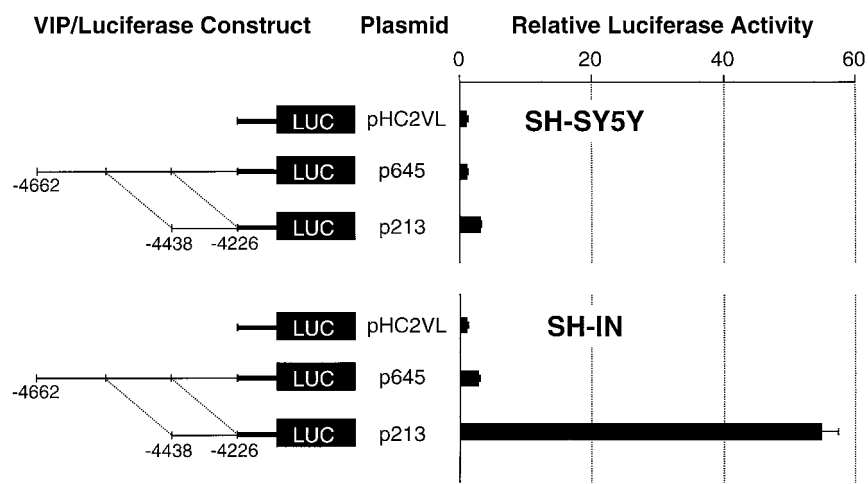 VIP/Luciferase Construct Plasmid Relative Luciferase Activity
0 20 40 60
LUC pHC2VL SH-SY5Y
-4662 LUC p645
-4438 -4226 LUC p213
LUC pHC2VL SH-IN
-4662 LUC p645
-4438 -4226 LUC p213